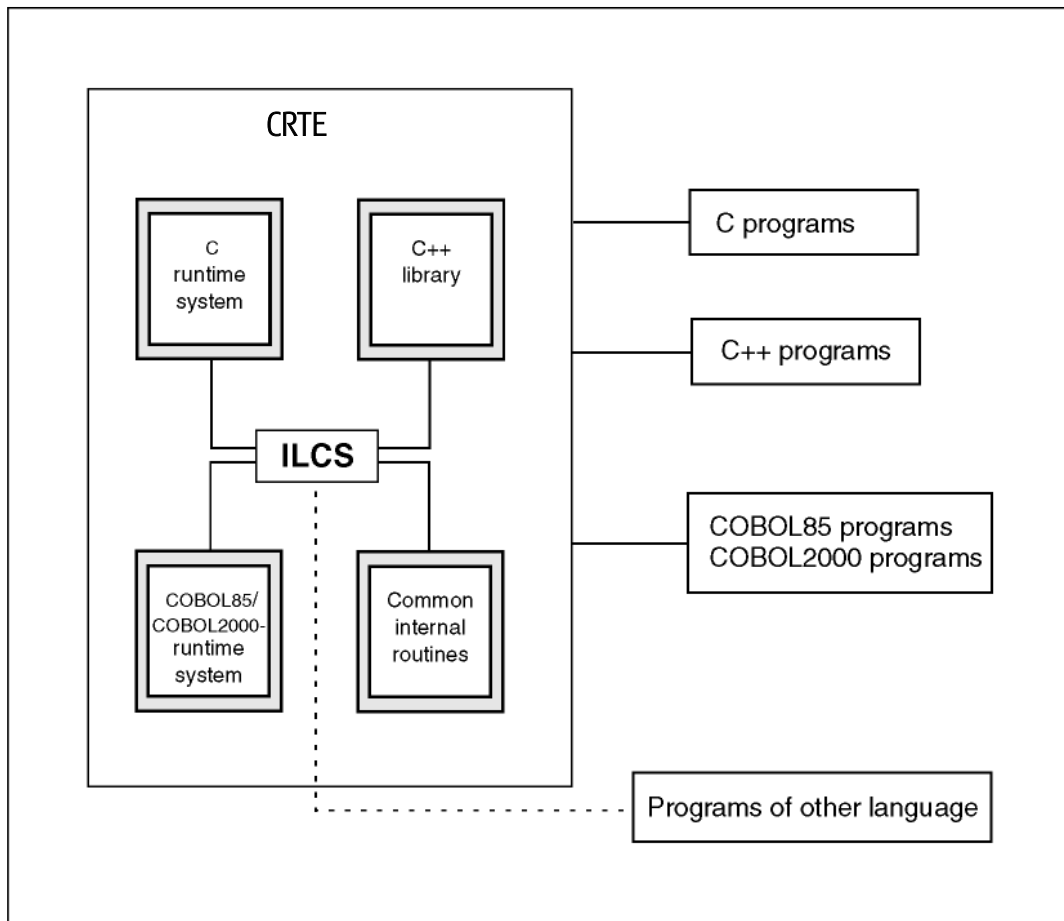 CRTE
C
runtime
system
C++
library
C programs
C++ programs
ILCS
COBOL85/
COBOL2000-
runtime
system
Common
internal
routines
COBOL85 programs
COBOL2000 programs
Programs of other language